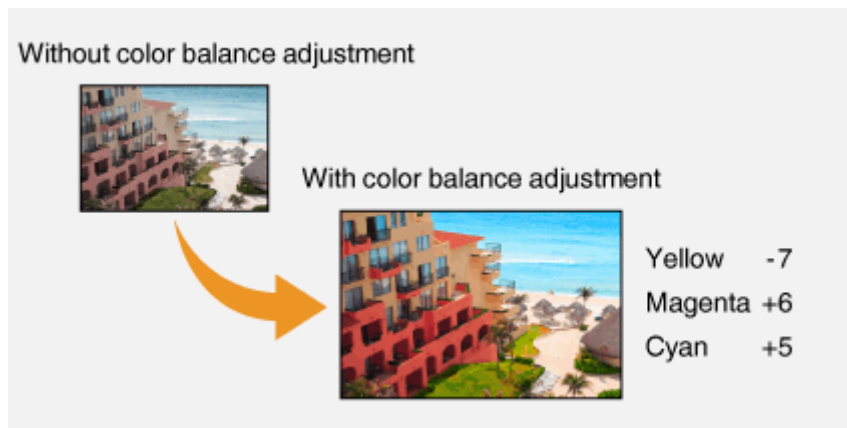 Without color balance adjustment
With color balance adjustment
Yellow -7
Magenta +6
Cyan +5